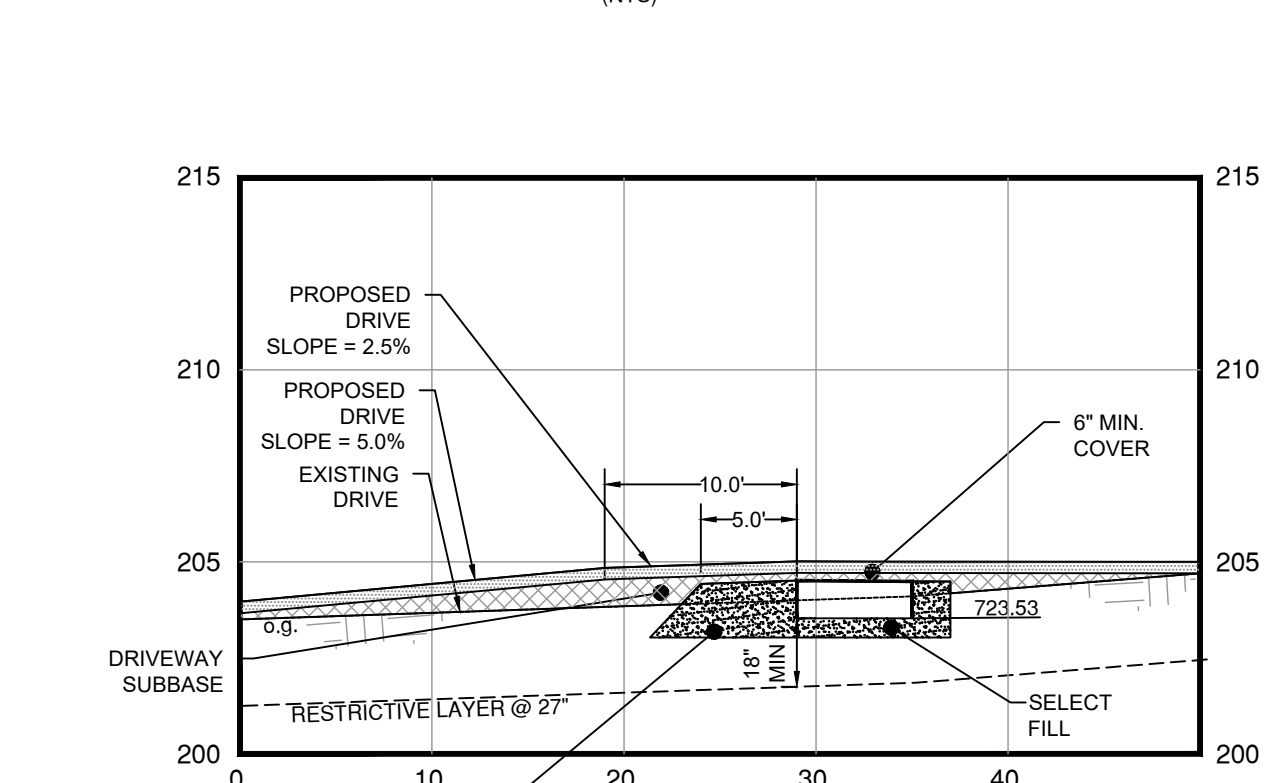 (NTS)
215
215
PROPOSED
DRIVE
SLOPE = 2.5%
210
210
PROPOSED
DRIVE
SLOPE = 5.0%
6" MIN.
COVER
EXISTING
DRIVE
10.0'
5.0'
205
205
723.53
o.g.
DRIVEWAY
SUBBASE
18"
MIN
RESTRICTIVE LAYER @ 27"
SELECT
FILL
200
200
0
10
20
30
40